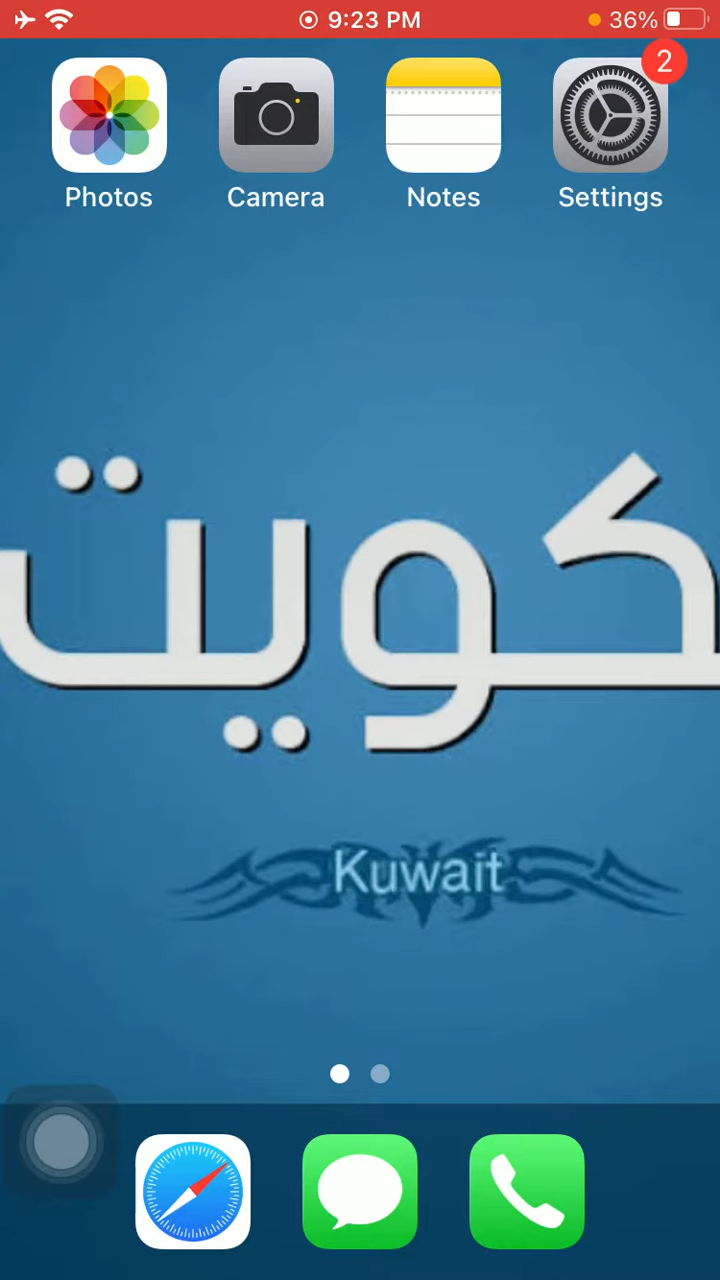 9:23 PM
36%
2
Photos
Camera
Notes
Settings
كويت
Kuwait